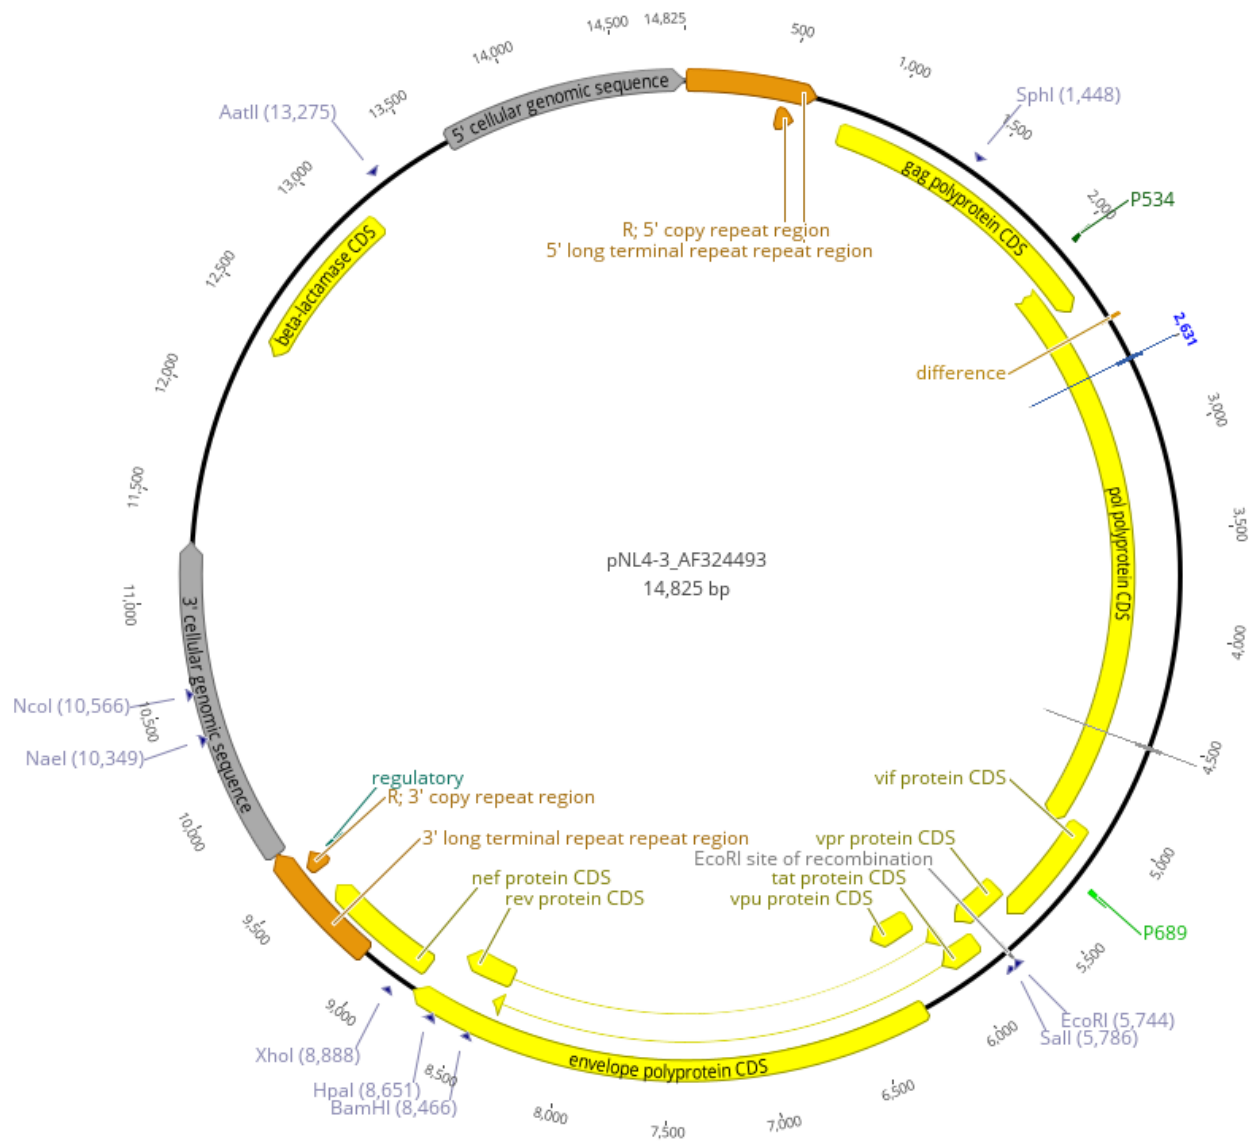 14,500
14,825
500
14,000
1,000
5' cellular genomic sequence
13,500
SphI (1,448)
AatII (13,275)
1,500
gag polyprotein CDS
13,000
2,000
P534
R; 5' copy repeat region
beta-lactamase CDS
5' long terminal repeat repeat region
12,500
2,631
difference
12,000
3,000
11,500
pol polyprotein CDS
3,500
pNL4-3_AF324493
14,825 bp
11,000
3' cellular genomic sequence
4,000
NcoI (10,566)
10,500
NaeI (10,349)
4,500
regulatory
vif protein CDS
R; 3' copy repeat region
10,000
3' long terminal repeat repeat region
vpr protein CDS
EcoRI site of recombination
5,000
nef protein CDS
tat protein CDS
rev protein CDS
vpu protein CDS
9,500
P689
5,500
9,000
EcoRI (5,744)
6,000
SalI (5,786)
XhoI (8,888)
envelope polyprotein CDS
8,500
HpaI (8,651)
6,500
BamHI (8,466)
8,000
7,000
7,500